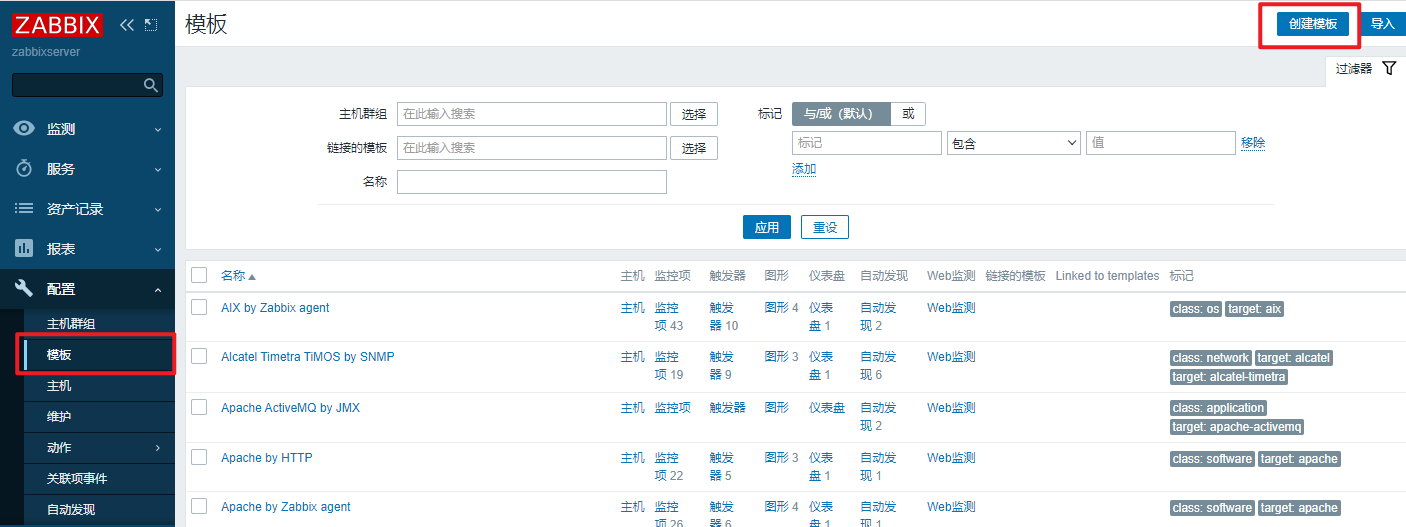 ZABBIX
zabbixserver
监测
服务
资产记录
报表
配置
主机群组
模板
主机
维护
动作
关联项事件
自动发现
模板
创建模板 导入
过滤器
主机群组 在此输入搜索 选择 标记 与/或（默认） 或
标记 包含 值 移除
链接的模板 在此输入搜索 选择
添加
名称
应用 重设
名称 主机 监控项 触发器 图形 仪表盘 自动发现 Web监测 链接的模板 Linked to templates 标记
AIX by Zabbix agent 主机 监控 触发 图形 4 仪表 自动发 Web监测 class: os target: aix
项 43 器 10 盘 1 现 2
Alcatel Timetra TiMOS by SNMP 主机 监控 触发 图形 3 仪表 自动发 Web监测 class: network target: alcatel
项 19 器 9 盘 1 现 6 target: alcatel-timetra
Apache ActiveMQ by JMX 主机 监控项 触发器 图形 仪表盘 自动发 Web监测 class: application
现 2 target: apache-activemq
Apache by HTTP 主机 监控 触发 图形 3 仪表 自动发 Web监测 class: software target: apache
项 22 器 5 盘 1 现 1
Apache by Zabbix agent 主机 监控 触发 图形 4 仪表 自动发 Web监测 class: software target: apache
项 26 器 6 盘 1 现 1